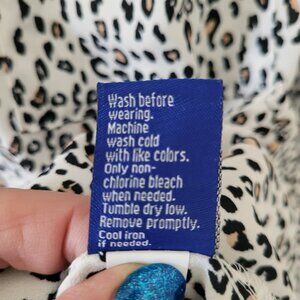 Wash before
wearing.
Machine
wash cold
with like colors.
Only non-
chlorine bleach
when needed.
Tumble dry low.
Remove promptly.
Cool iron
if needed.